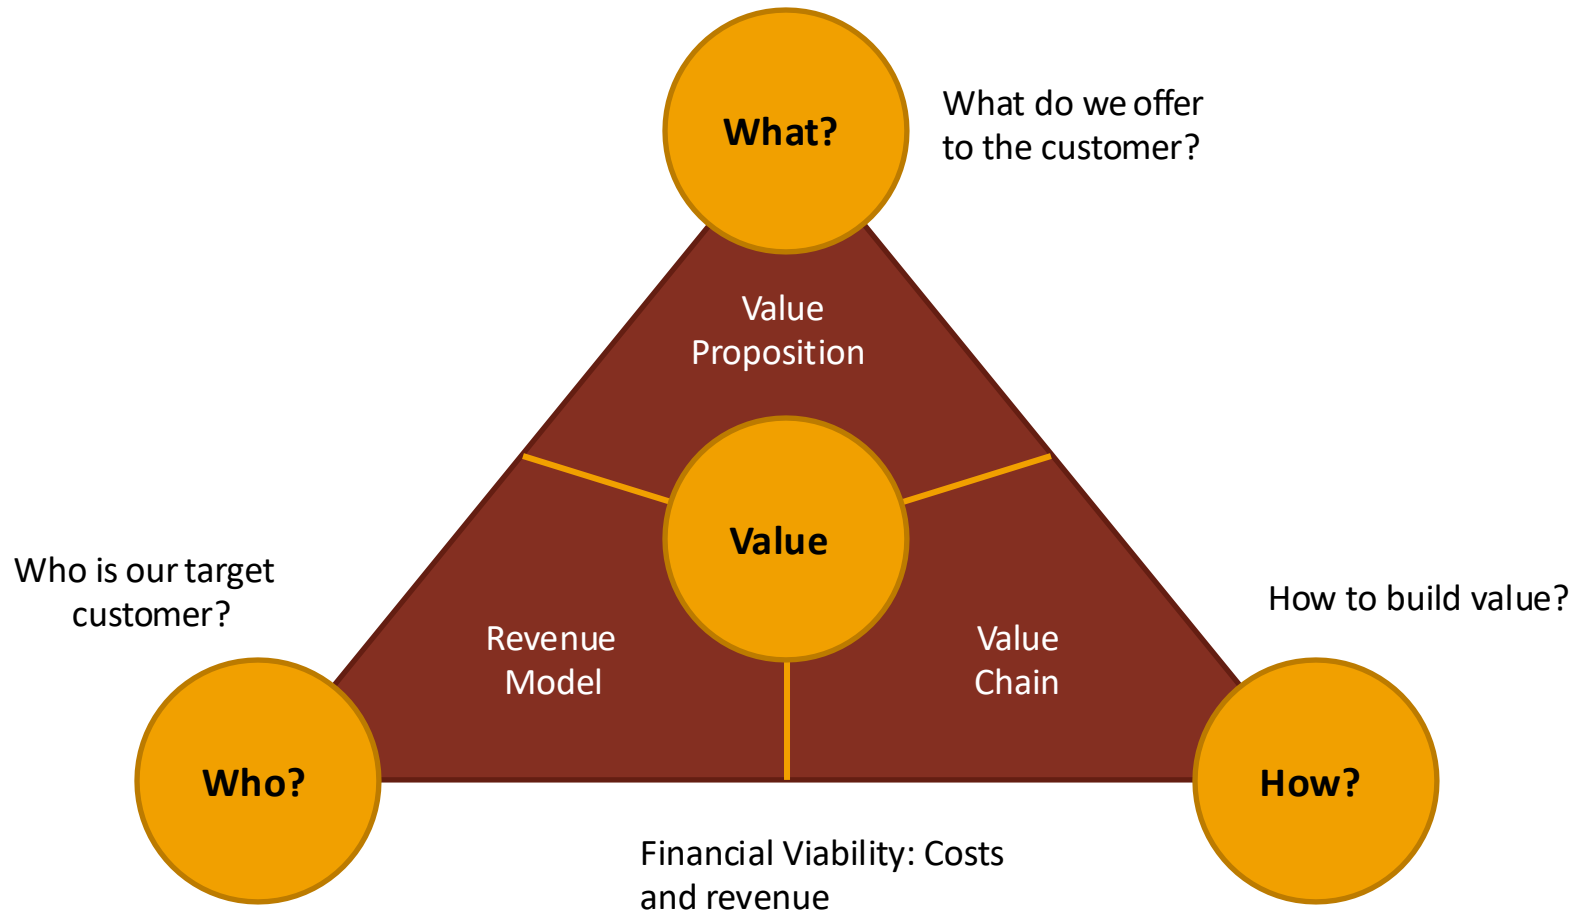 What?
What do we offer
to the customer?
Value
Proposition
Value
Who is our target
customer?
How to build value?
Revenue
Model
Value
Chain
Who?
How?
Financial Viability: Costs
and revenue